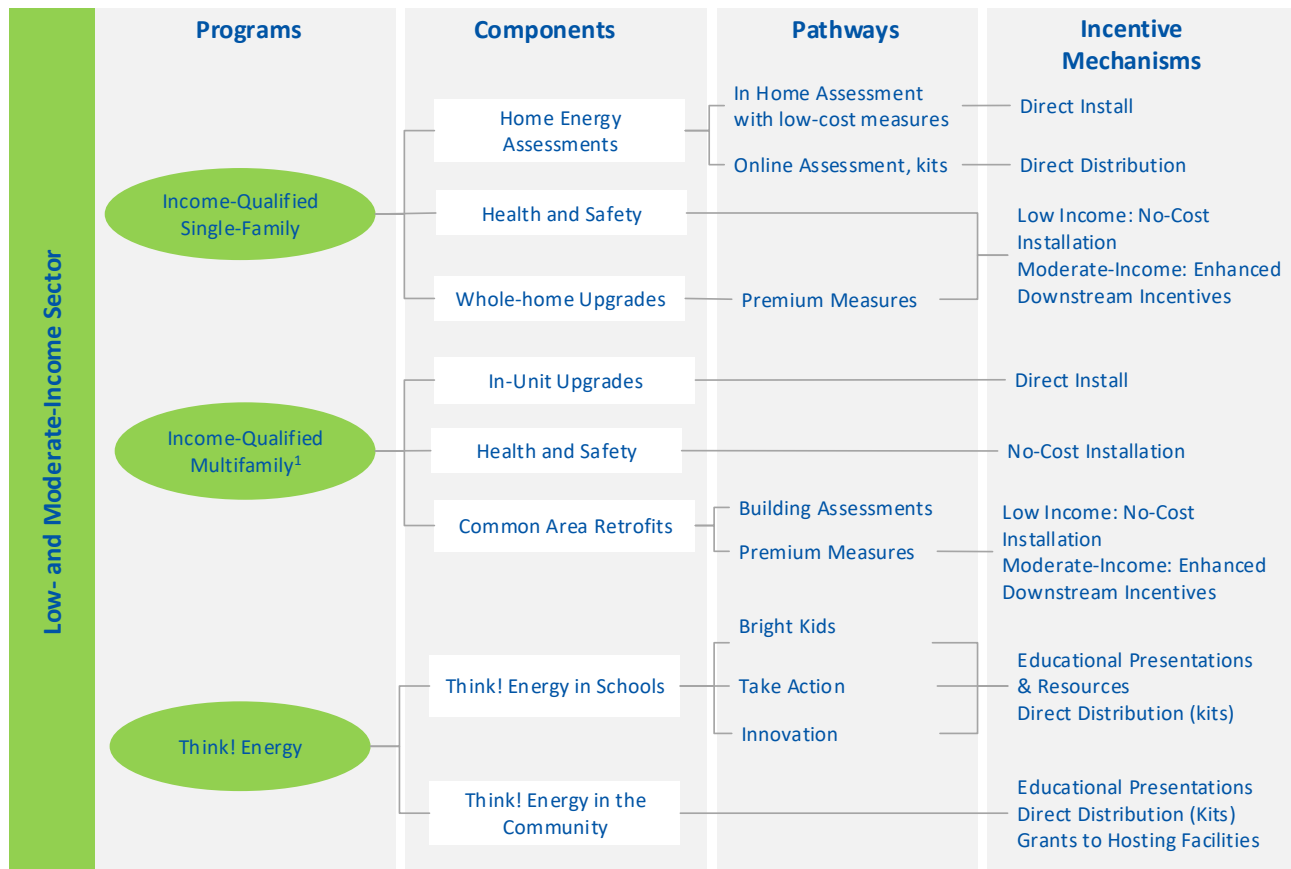 Low- and Moderate-Income Sector
Programs
Components
Pathways
Incentive
Mechanisms
Income-Qualified
Single-Family
Home Energy
Assessments
In Home Assessment
with low-cost measures
Direct Install
Online Assessment, kits
Direct Distribution
Health and Safety
Whole-home Upgrades
Premium Measures
Low Income: No-Cost
Installation
Moderate-Income: Enhanced
Downstream Incentives
Income-Qualified
Multifamily1
In-Unit Upgrades
Direct Install
Health and Safety
No-Cost Installation
Common Area Retrofits
Building Assessments
Premium Measures
Low Income: No-Cost
Installation
Moderate-Income: Enhanced
Downstream Incentives
Think! Energy
Think! Energy in Schools
Bright Kids
Take Action
Innovation
Educational Presentations
& Resources
Direct Distribution (kits)
Think! Energy in the
Community
Educational Presentations
Direct Distribution (Kits)
Grants to Hosting Facilities